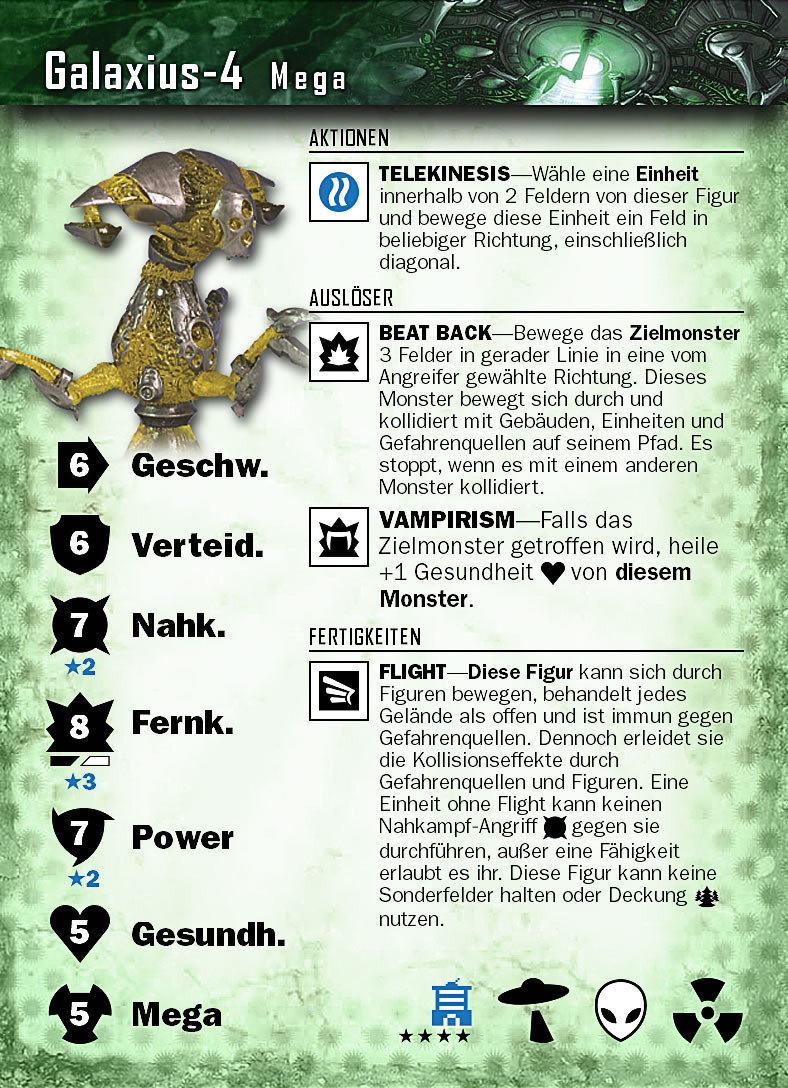 Galaxius-4 Mega
AKTIONEN
TELEKINESIS—Wähle eine Einheit
innerhalb von 2 Feldern von dieser Figur
und bewege diese Einheit ein Feld in
beliebiger Richtung, einschließlich
diagonal.
AUSLÖSER
BEAT BACK—Bewege das Zielmonster
3 Felder in gerader Linie in eine vom
Angreifer gewählte Richtung. Dieses
Monster bewegt sich durch und
kollidiert mit Gebäuden, Einheiten und
Gefahrenquellen auf seinem Pfad. Es
stoppt, wenn es mit einem anderen
Monster kollidiert.
VAMPIRISM—Falls das
Zielmonster getroffen wird, heile
+1 Gesundheit von diesem
Monster.
FERTIGKEITEN
FLIGHT—Diese Figur kann sich durch
Figuren bewegen, behandelt jedes
Gelände als offen und ist immun gegen
Gefahrenquellen. Dennoch erleidet sie
die Kollisionseffekte durch
Gefahrenquellen und Figuren. Eine
Einheit ohne Flight kann keinen
Nahkampf-Angriff gegen sie
durchführen, außer eine Fähigkeit
erlaubt es ihr. Diese Figur kann keine
Sonderfelder halten oder Deckung
nutzen.
6 Geschw.
6 Verteid.
7 Nahk.
★2
8 Fernk.
★3
7 Power
★2
5 Gesundh.
5 Mega
★★★★